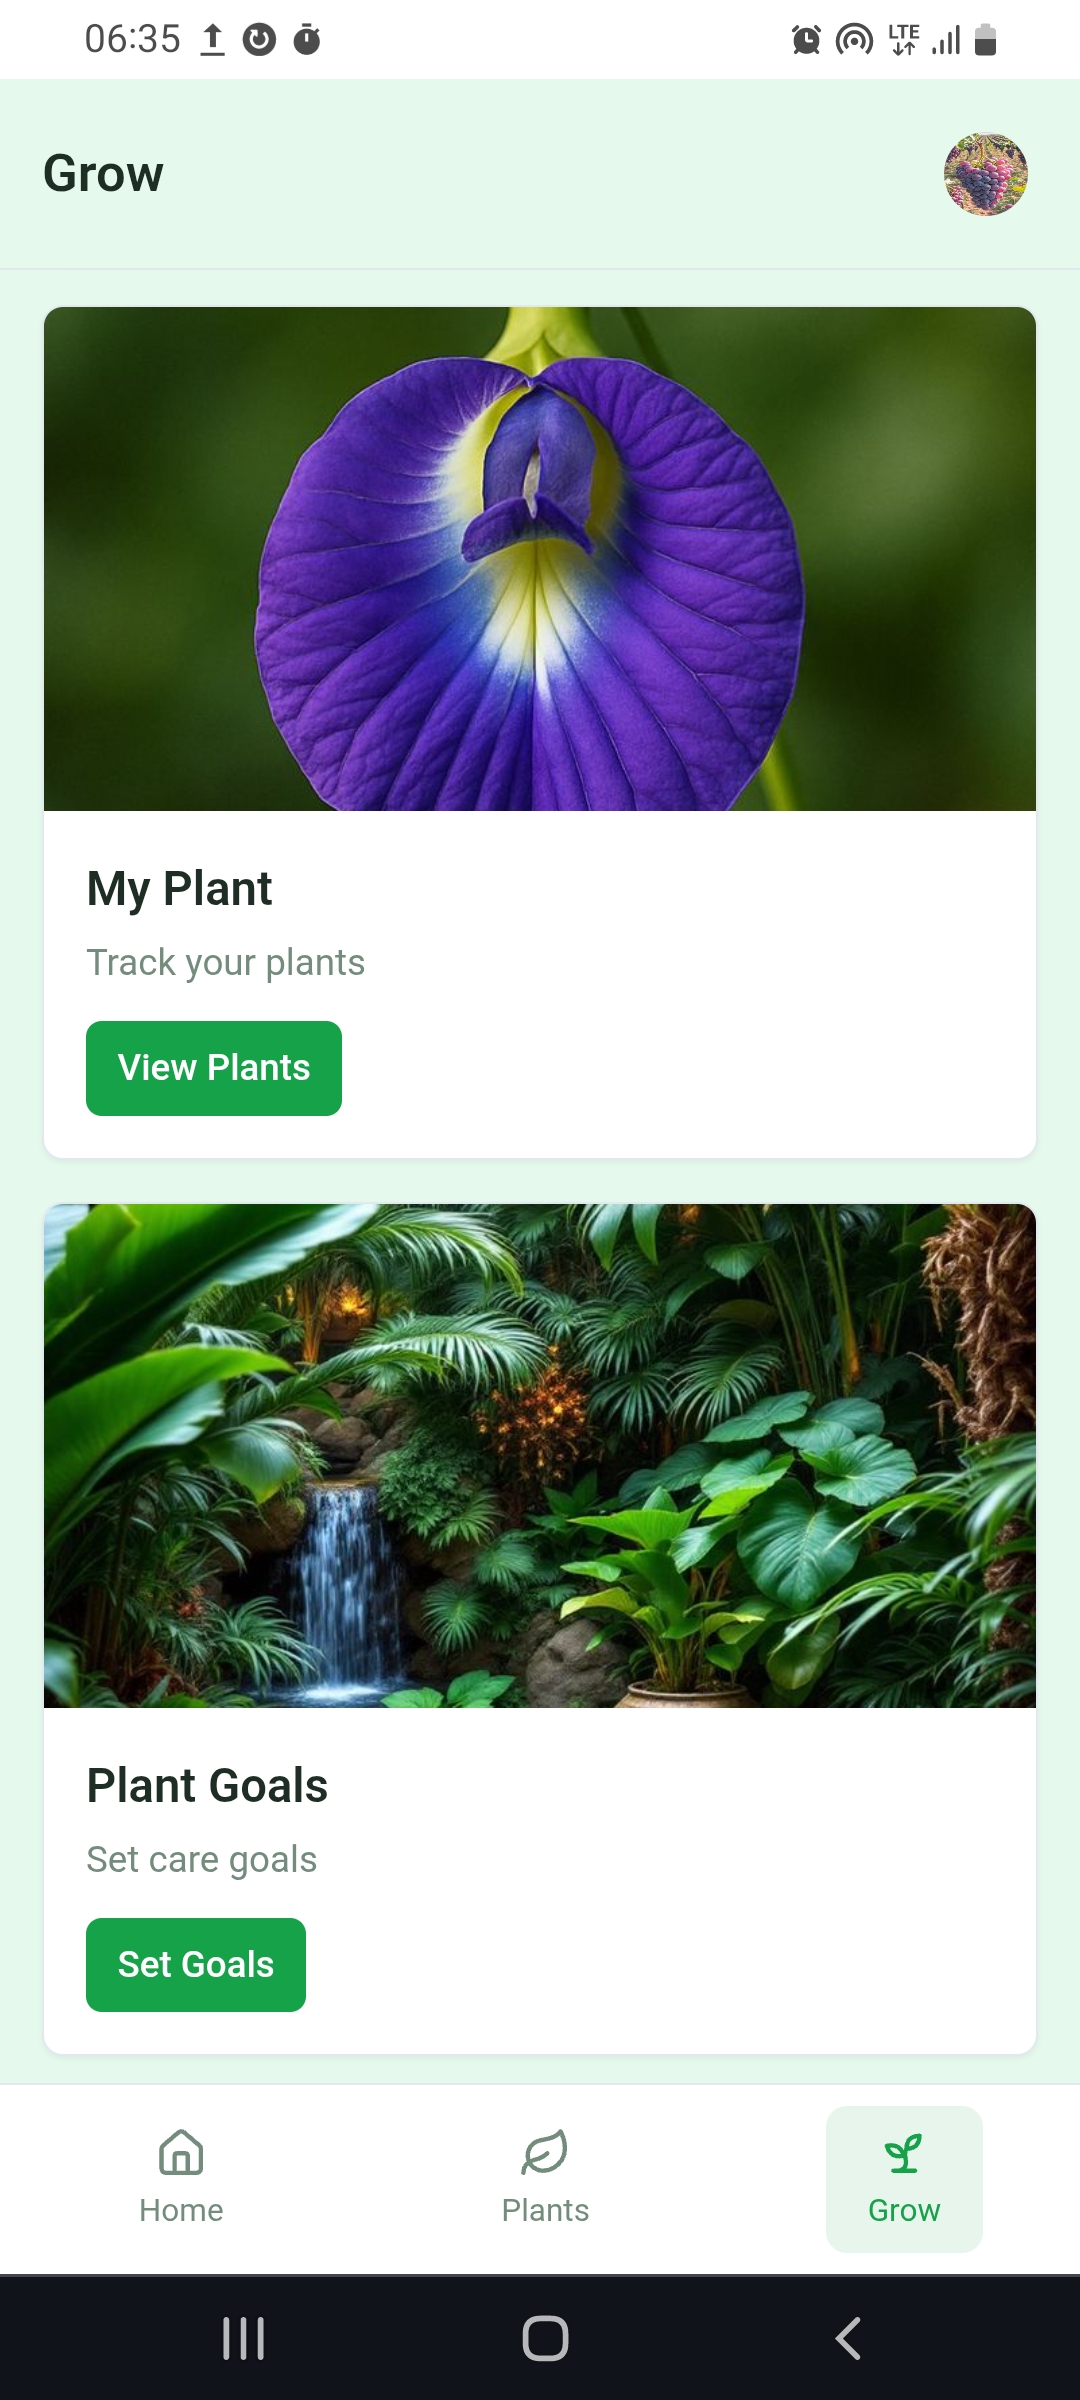 06:35
LTE
Grow
My Plant
Track your plants
View Plants
Plant Goals
Set care goals
Set Goals
Home
Plants
Grow